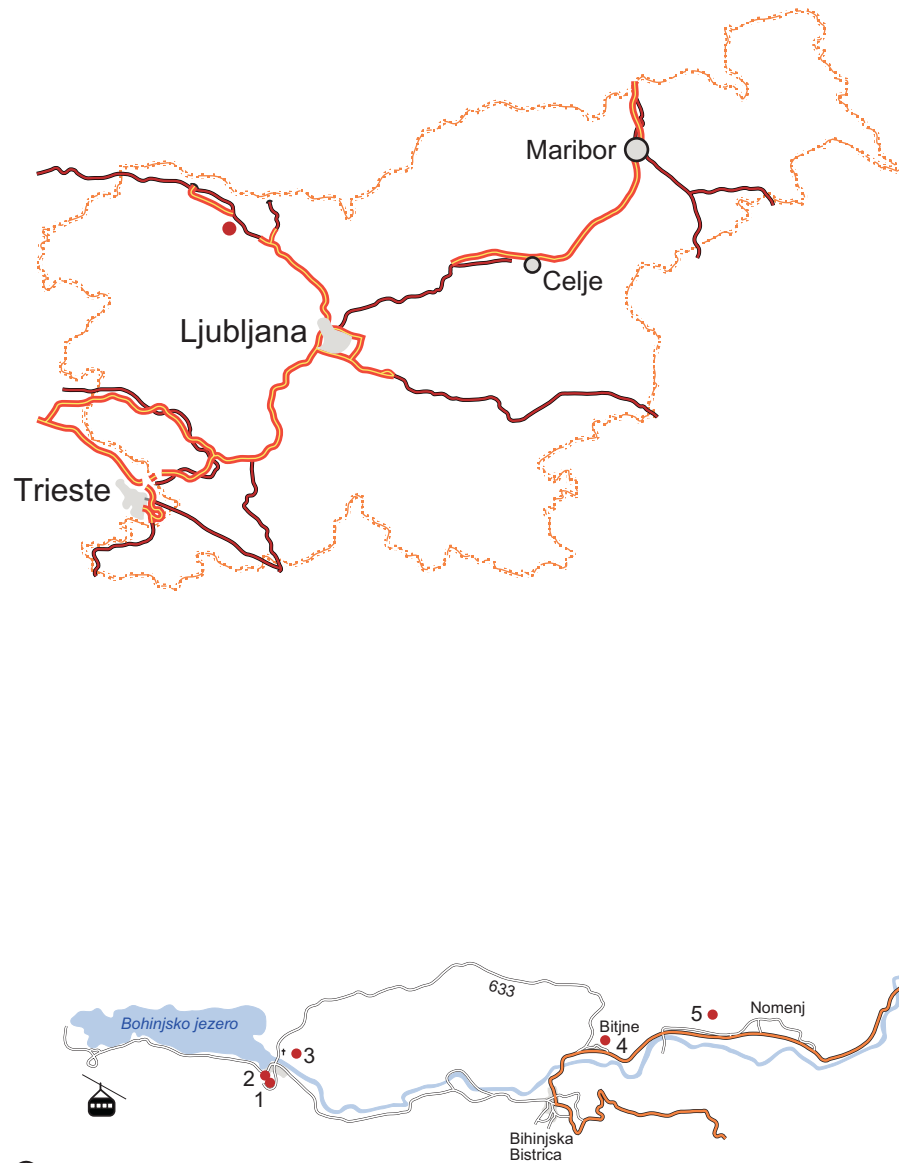 Maribor
Celje
Ljubljana
Trieste
633
Bohinjsko jezero
Nomenj
5
Bitjne
4
3
2
1
Bihinjska
Bistrica